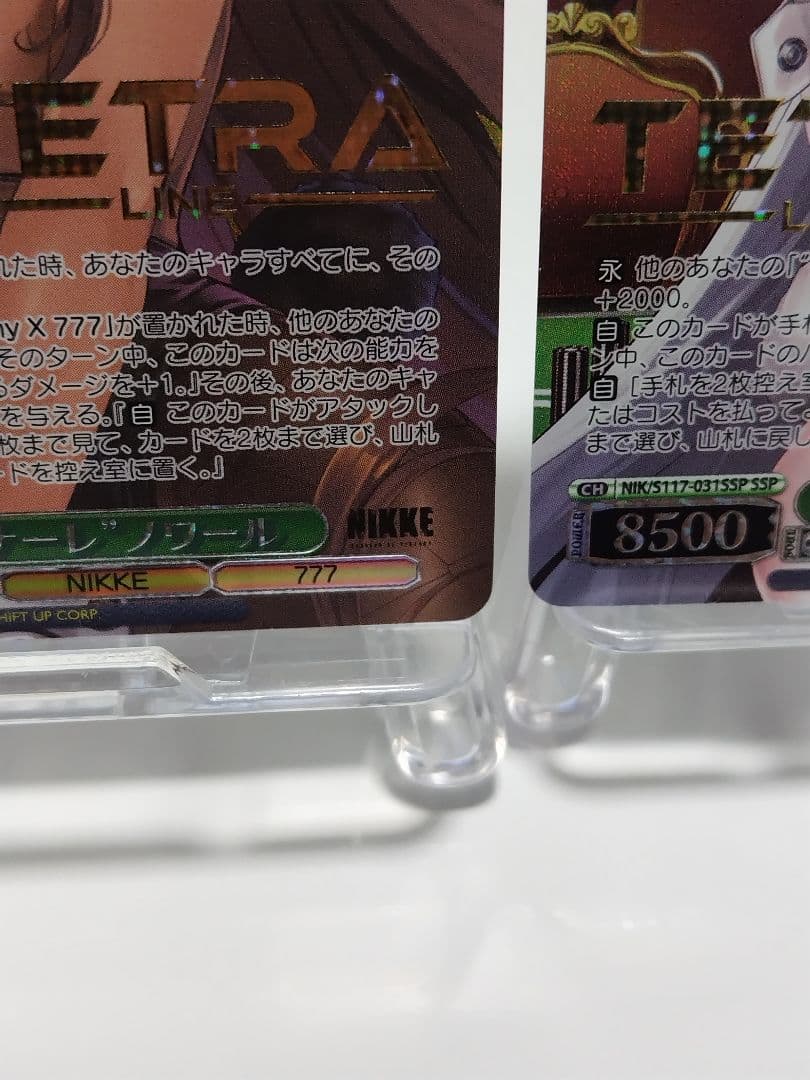 ETRA
LINE
れた時、あなたのキャラすべてに、その
ny X 777」が置かれた時、他のあなたの
そのターン中、このカードは次の能力を
るダメージを+1。』その後、あなたのキャ
を与える。『自 このカードがアタックし
枚まで見て、カードを2枚まで選び、山札
ードを控え室に置く。』
ーレ”ノワール
NIKKE
NIKKE
777
SHIFT UP CORP.
TE
L
永 他のあなたの「“
+2000。
自 このカードが手札
ン中、このカードのパ
自 [手札を2枚控え室
たはコストを払って
まで選び、山札に戻し
CH NIK/S117-031SSP SSP
POWER 8500